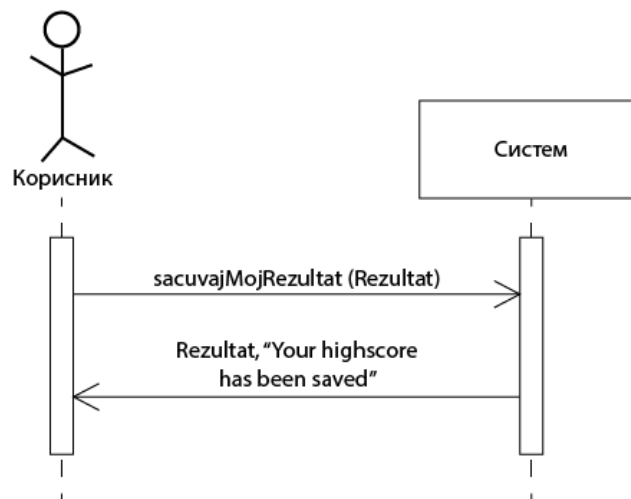 Корисник
Систем
sacuvajMojRezultat (Rezultat)
Rezultat, “Your highscore
has been saved”